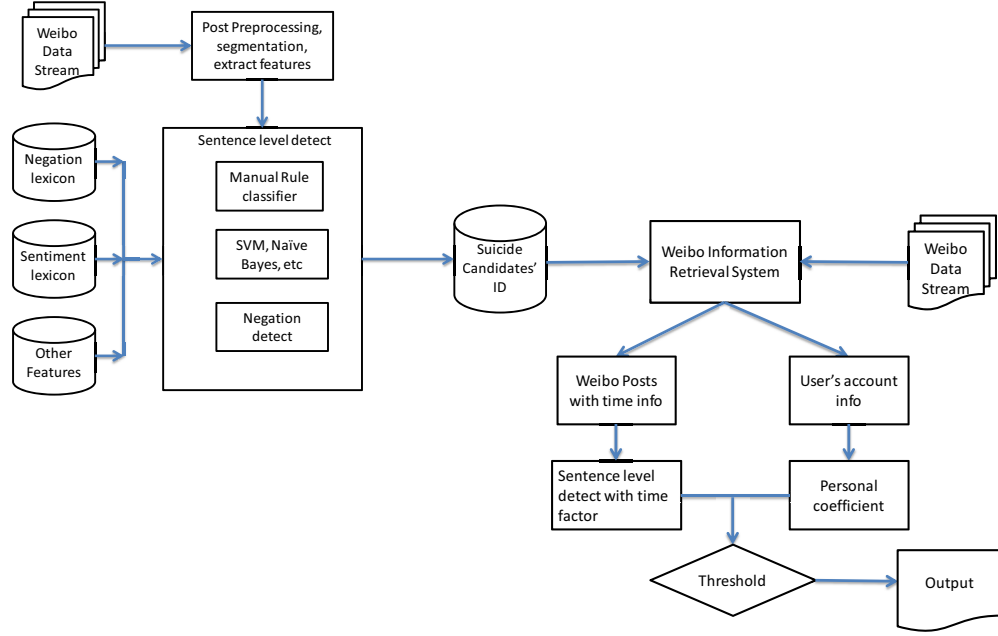 Weibo
Data
Stream
Post Preprocessing,
segmentation,
extract features
Negation
lexicon
Sentiment
lexicon
Other
Features
Sentence level detect
Manual Rule
classifier
SVM, Naïve
Bayes, etc
Negation
detect
Suicide
Candidates'
ID
Weibo Information
Retrieval System
Weibo
Data
Stream
Weibo Posts
with time info
User's account
info
Sentence level
detect with time
factor
Personal
coefficient
Threshold
Output